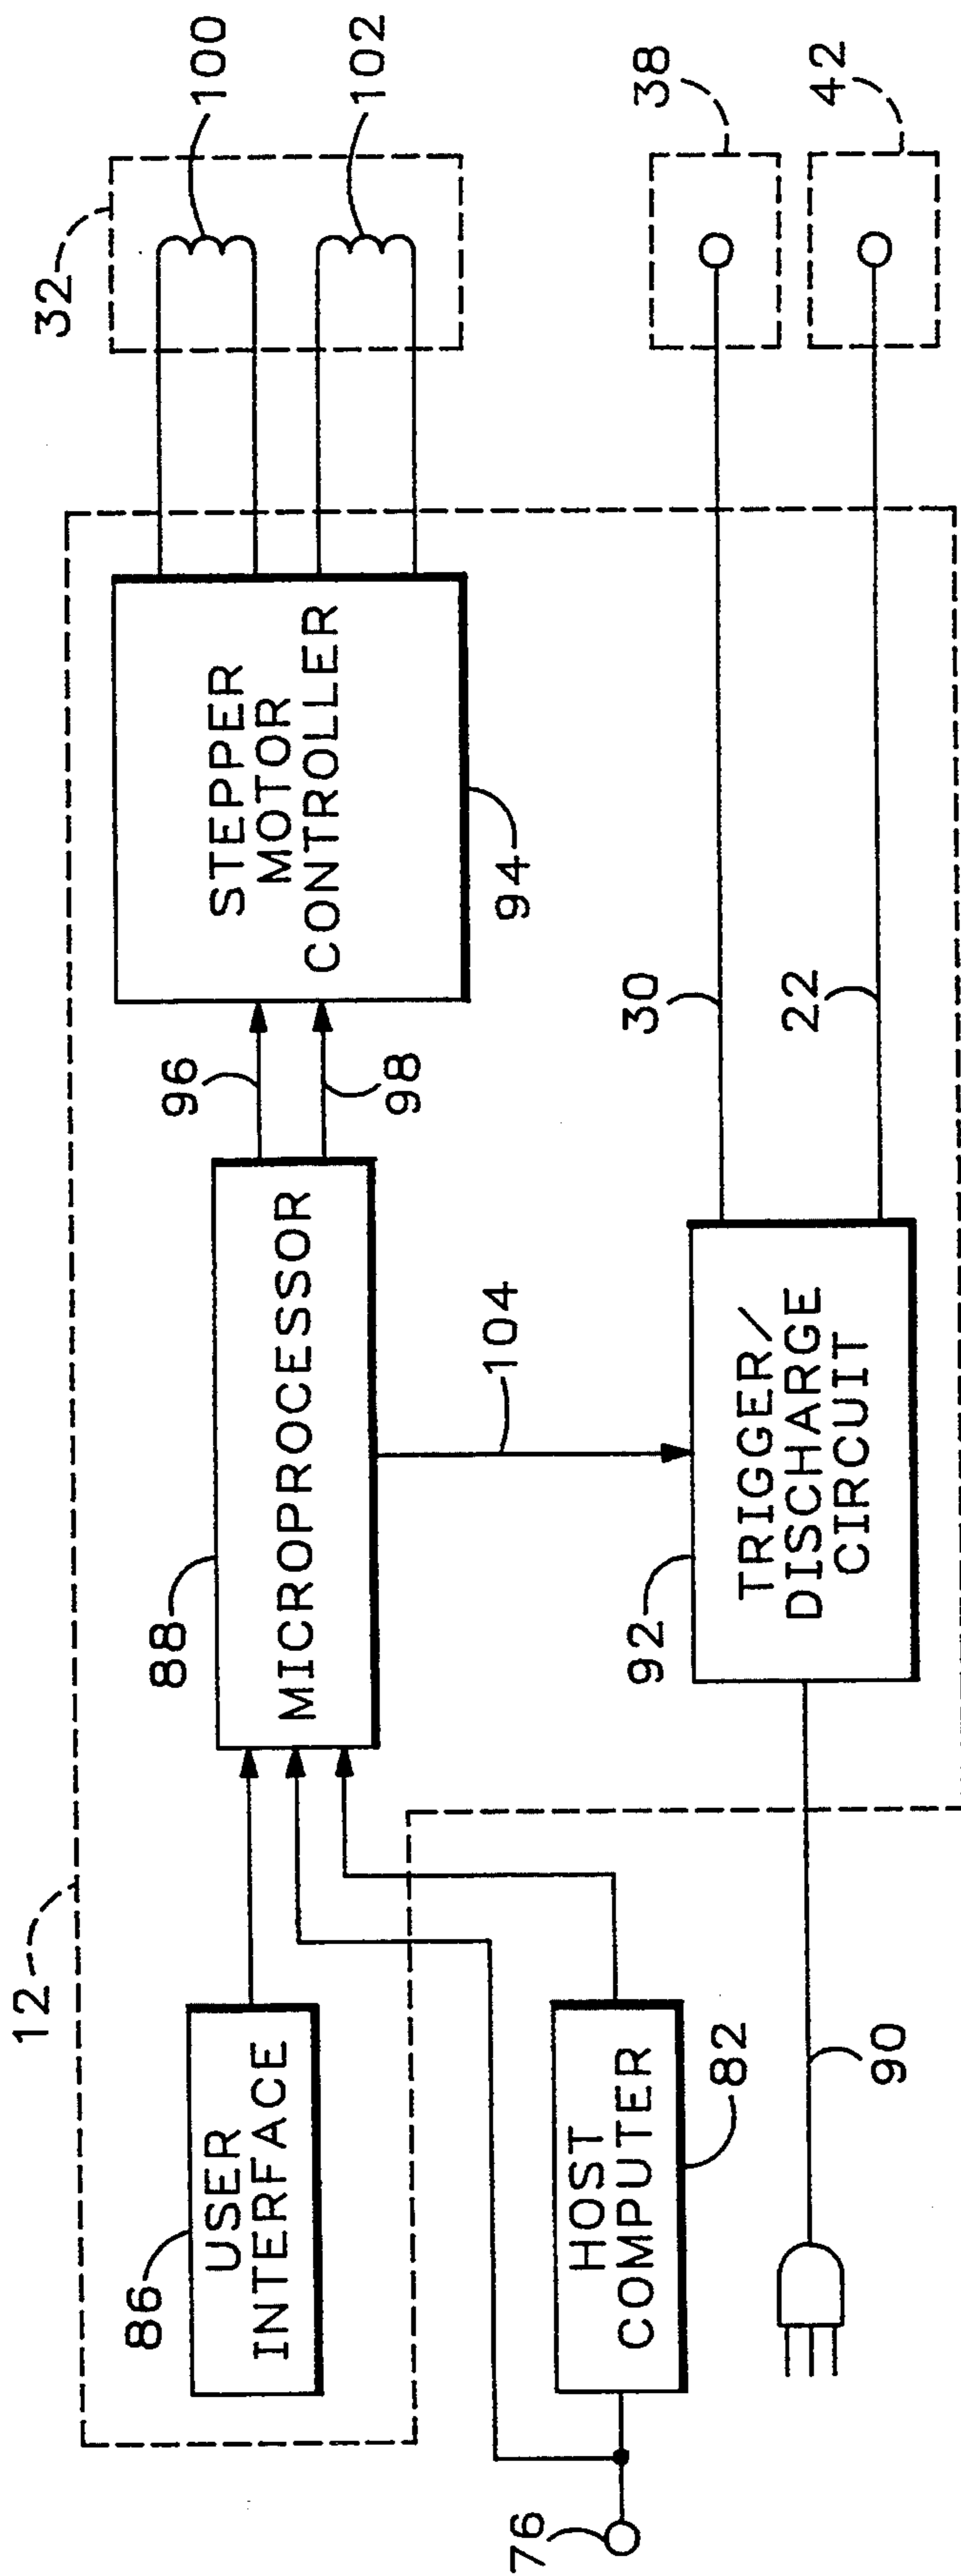 12
32
100
102
86
USER
INTERFACE
88
MICROPROCESSOR
96
98
STEPPER
MOTOR
CONTROLLER
94
104
76
HOST
COMPUTER
82
90
92
TRIGGER/
DISCHARGE
CIRCUIT
30
22
38
42